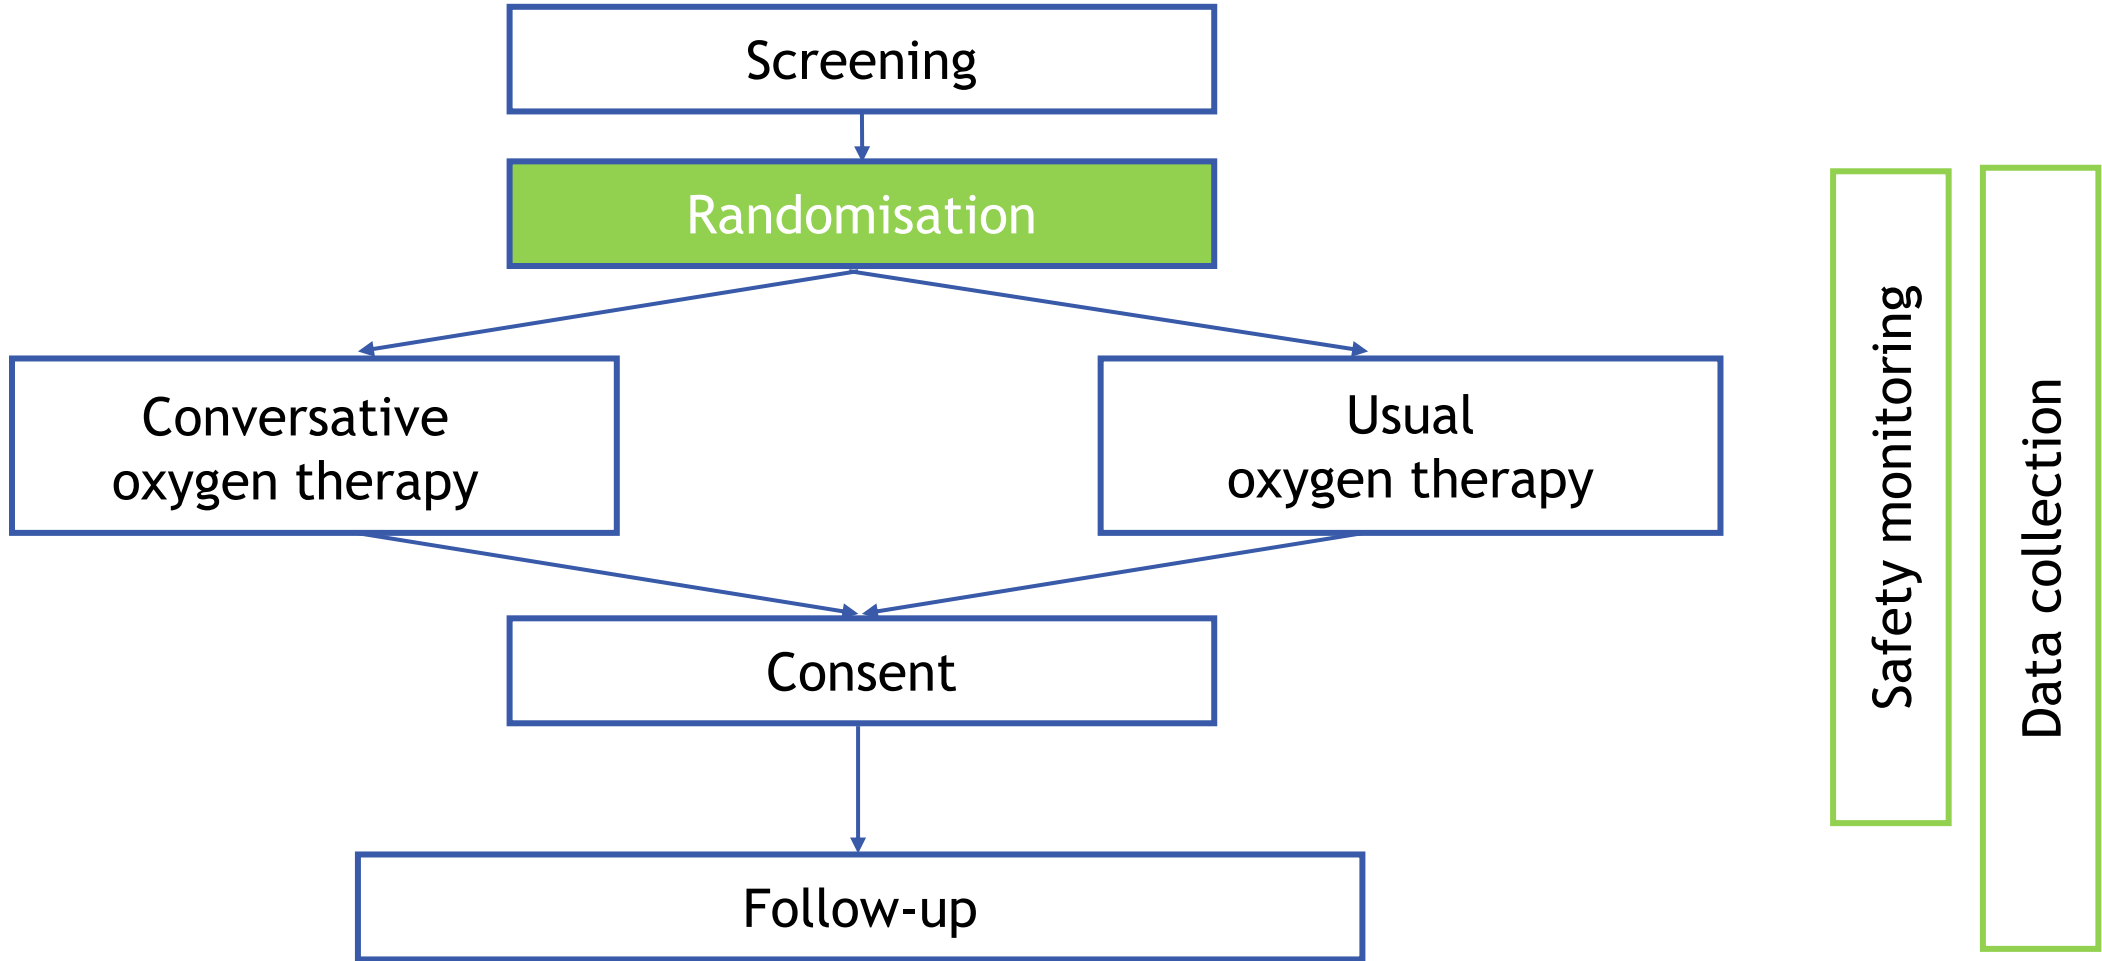 Screening
Randomisation
Conversative
oxygen therapy
Usual
oxygen therapy
Consent
Follow-up
Safety monitoring
Data collection